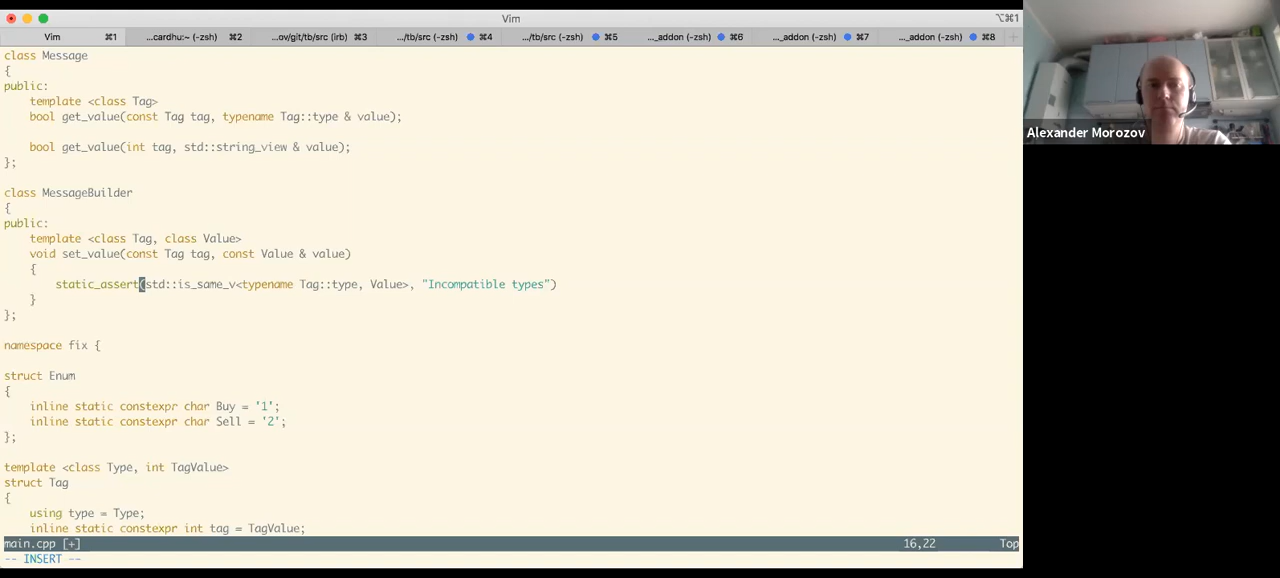 Vim
⌥⌘1
Vim ⌘1 ...cardhu:~ (-zsh) ⌘2 ...ov/git/tb/src (irb) ⌘3 .../tb/src (-zsh) ⌘4 .../tb/src (-zsh) ⌘5 ..._addon (-zsh) ⌘6 ..._addon (-zsh) ⌘7 ..._addon (-zsh) ⌘8
class Message
{
public:
template <class Tag>
bool get_value(const Tag tag, typename Tag::type & value);
bool get_value(int tag, std::string_view & value);
};
class MessageBuilder
{
public:
template <class Tag, class Value>
void set_value(const Tag tag, const Value & value)
{
static_assert(std::is_same_v<typename Tag::type, Value>, "Incompatible types")
}
};
namespace fix {
struct Enum
{
inline static constexpr char Buy = '1';
inline static constexpr char Sell = '2';
};
template <class Type, int TagValue>
struct Tag
{
using type = Type;
inline static constexpr int tag = TagValue;
main.cpp [+] 16,22 Top
-- INSERT --
Alexander Morozov